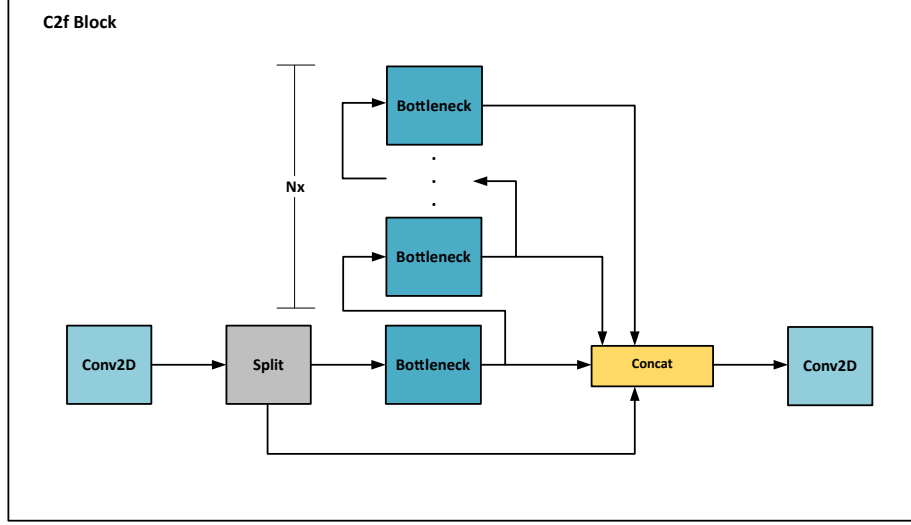 C2f Block
Bottleneck
Nx
Bottleneck
Conv2D
Split
Bottleneck
Concat
Conv2D